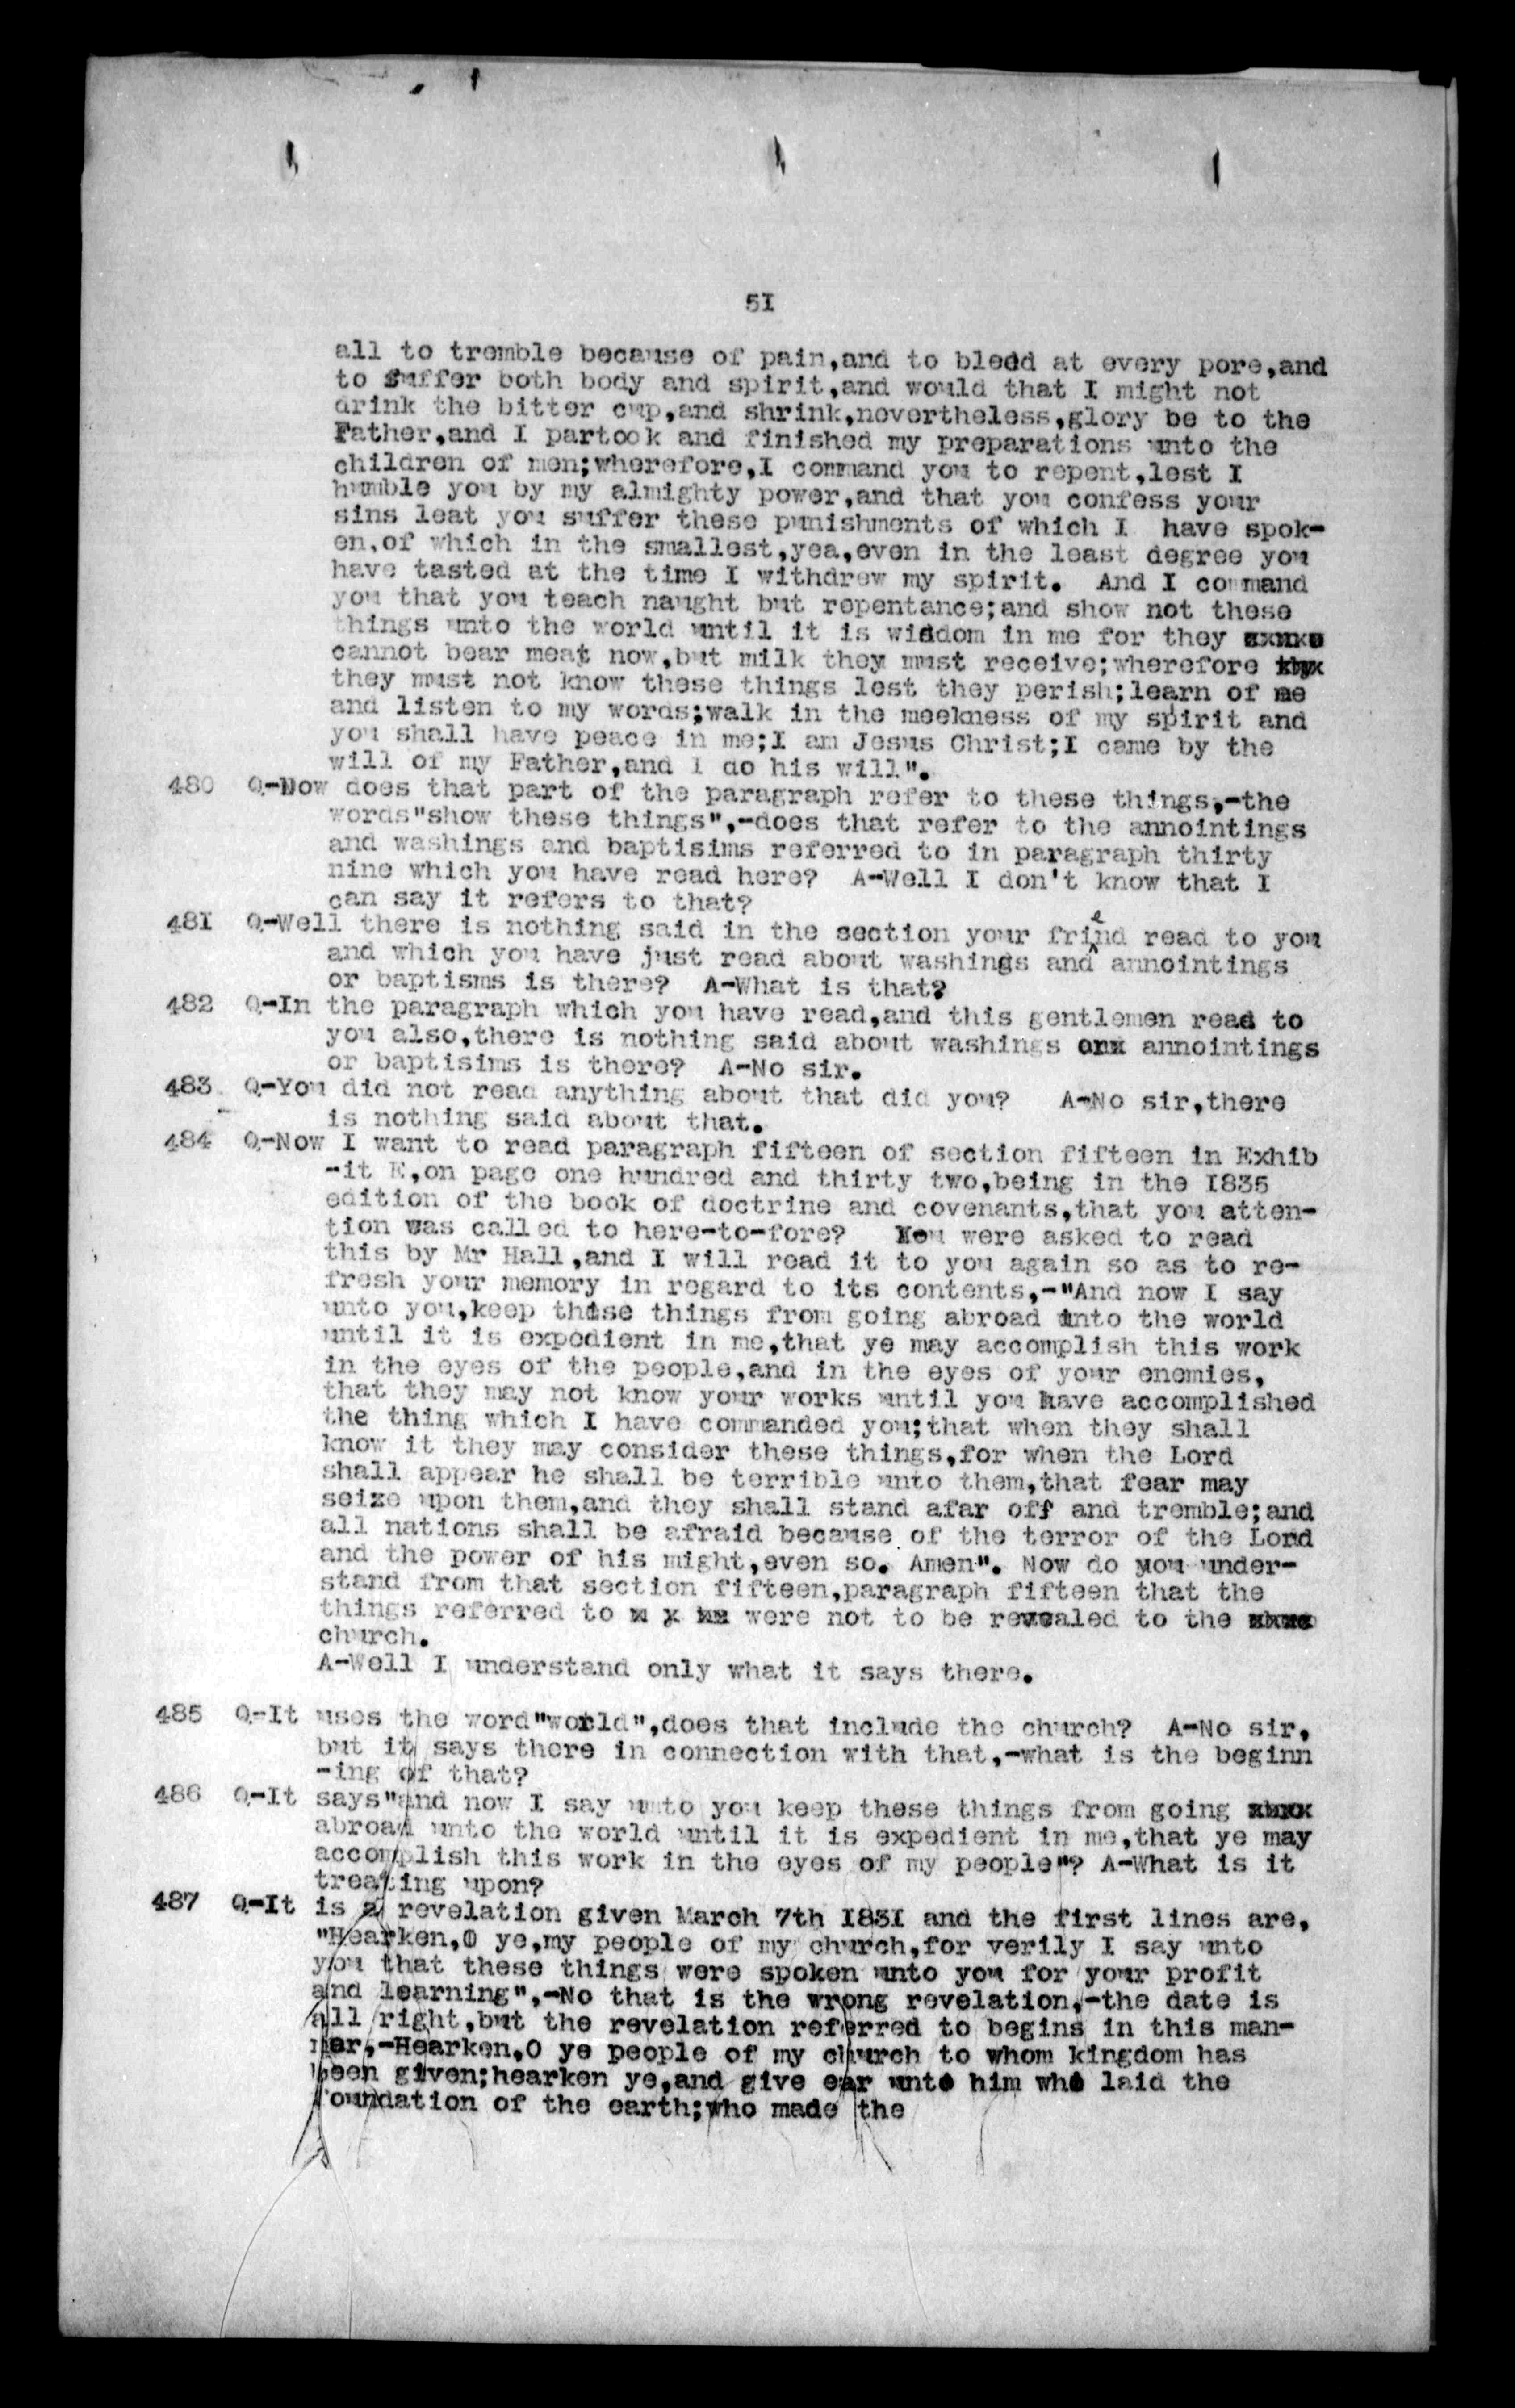 51
all to tremble because of pain,and to bledd at every pore,and
to suffer both body and spirit,and would that I might not
drink the bitter cup,and shrink,nevertheless,glory be to the
Father,and I partook and finished my preparations unto the
children of men;wherefore,I command you to repent,lest I
humble you by my almighty power,and that you confess your
sins leat you suffer these punishments of which I have spok-
en,of which in the smallest,yea,even in the least degree you
have tasted at the time I withdrew my spirit. And I command
you that you teach naught but repentance;and show not these
things unto the world until it is wisdom in me for they
cannot bear meat now,but milk they must receive;wherefore
they must not know these things lest they perish;learn of me
and listen to my words;walk in the meekness of my spirit and
you shall have peace in me;I am Jesus Christ;I came by the
will of my Father,and I do his will".
480 Q-Now does that part of the paragraph refer to these things,-the
words"show these things",-does that refer to the annointings
and washings and baptisims referred to in paragraph thirty
nine which you have read here? A-Well I don't know that I
can say it refers to that?
481 Q-Well there is nothing said in the section your friend read to you
and which you have just read about washings and annointings
or baptisms is there? A-What is that?
482 Q-In the paragraph which you have read,and this gentlemen read to
you also,there is nothing said about washings or annointings
or baptisims is there? A-No sir.
483 Q-You did not read anything about that did you? A-No sir,there
is nothing said about that.
484 Q-Now I want to read paragraph fifteen of section fifteen in Exhib
-it E,on page one hundred and thirty two,being in the 1835
edition of the book of doctrine and covenants,that you atten-
tion was called to here-to-fore? You were asked to read
this by Mr Hall,and I will read it to you again so as to re-
fresh your memory in regard to its contents,-"And now I say
unto you,keep these things from going abroad unto the world
until it is expedient in me,that ye may accomplish this work
in the eyes of the people,and in the eyes of your enemies,
that they may not know your works until you have accomplished
the thing which I have commanded you;that when they shall
know it they may consider these things,for when the Lord
shall appear he shall be terrible unto them,that fear may
seize upon them,and they shall stand afar off and tremble;and
all nations shall be afraid because of the terror of the Lord
and the power of his might,even so. Amen". Now do you under-
stand from that section fifteen,paragraph fifteen that the
things referred to were not to be revealed to the
church.
A-Well I understand only what it says there.
485 Q-It uses the word"world",does that include the church? A-No sir,
but it says there in connection with that,-what is the beginn
-ing of that?
486 Q-It says"and now I say unto you keep these things from going
abroad unto the world until it is expedient in me,that ye may
accomplish this work in the eyes of my people"? A-What is it
treating upon?
487 Q-It is a revelation given March 7th 1831 and the first lines are,
"Hearken,O ye,my people of my church,for verily I say unto
you that these things were spoken unto you for your profit
and learning",-No that is the wrong revelation,-the date is
all right,but the revelation referred to begins in this man-
ner,-Hearken,O ye people of my church to whom kingdom has
been given;hearken ye,and give ear unto him who laid the
foundation of the earth;who made the